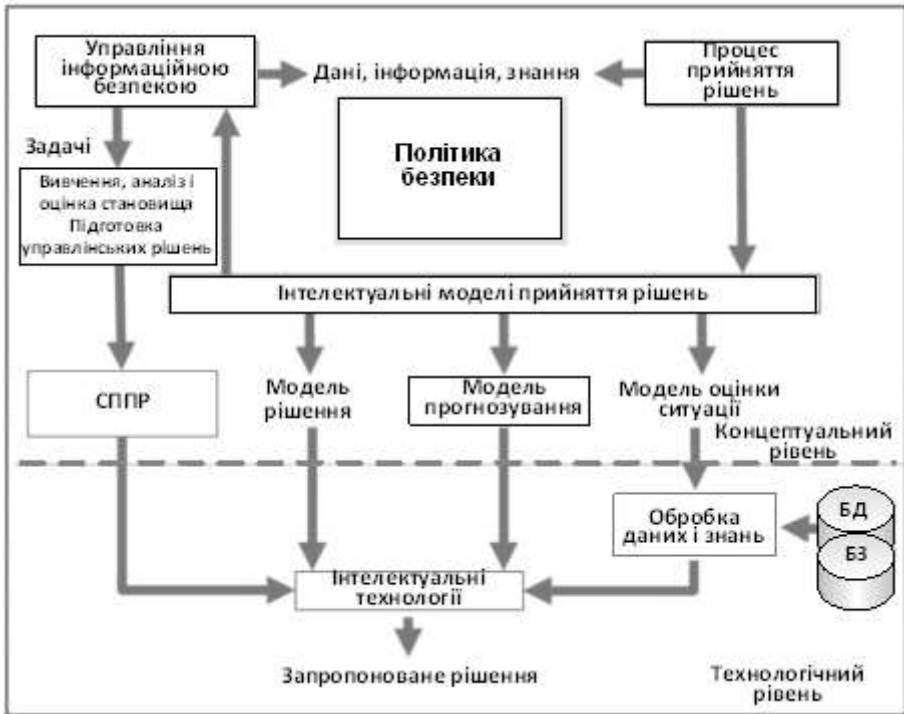 Управління
інформаційною
безпекою
Дані, інформація, знання
Процес
прийняття
рішень
Політика
безпеки
Задачі
Вивчення, аналіз і
оцінка становища
Підготовка
управлінських рішень
Інтелектуальні моделі прийняття рішень
СППР
Модель
рішення
Модель
прогнозування
Модель оцінки
ситуації
Концептуальний
рівень
Обробка
даних і знань
БД
БЗ
Інтелектуальні
технології
Запропоноване рішення
Технологічний
рівень